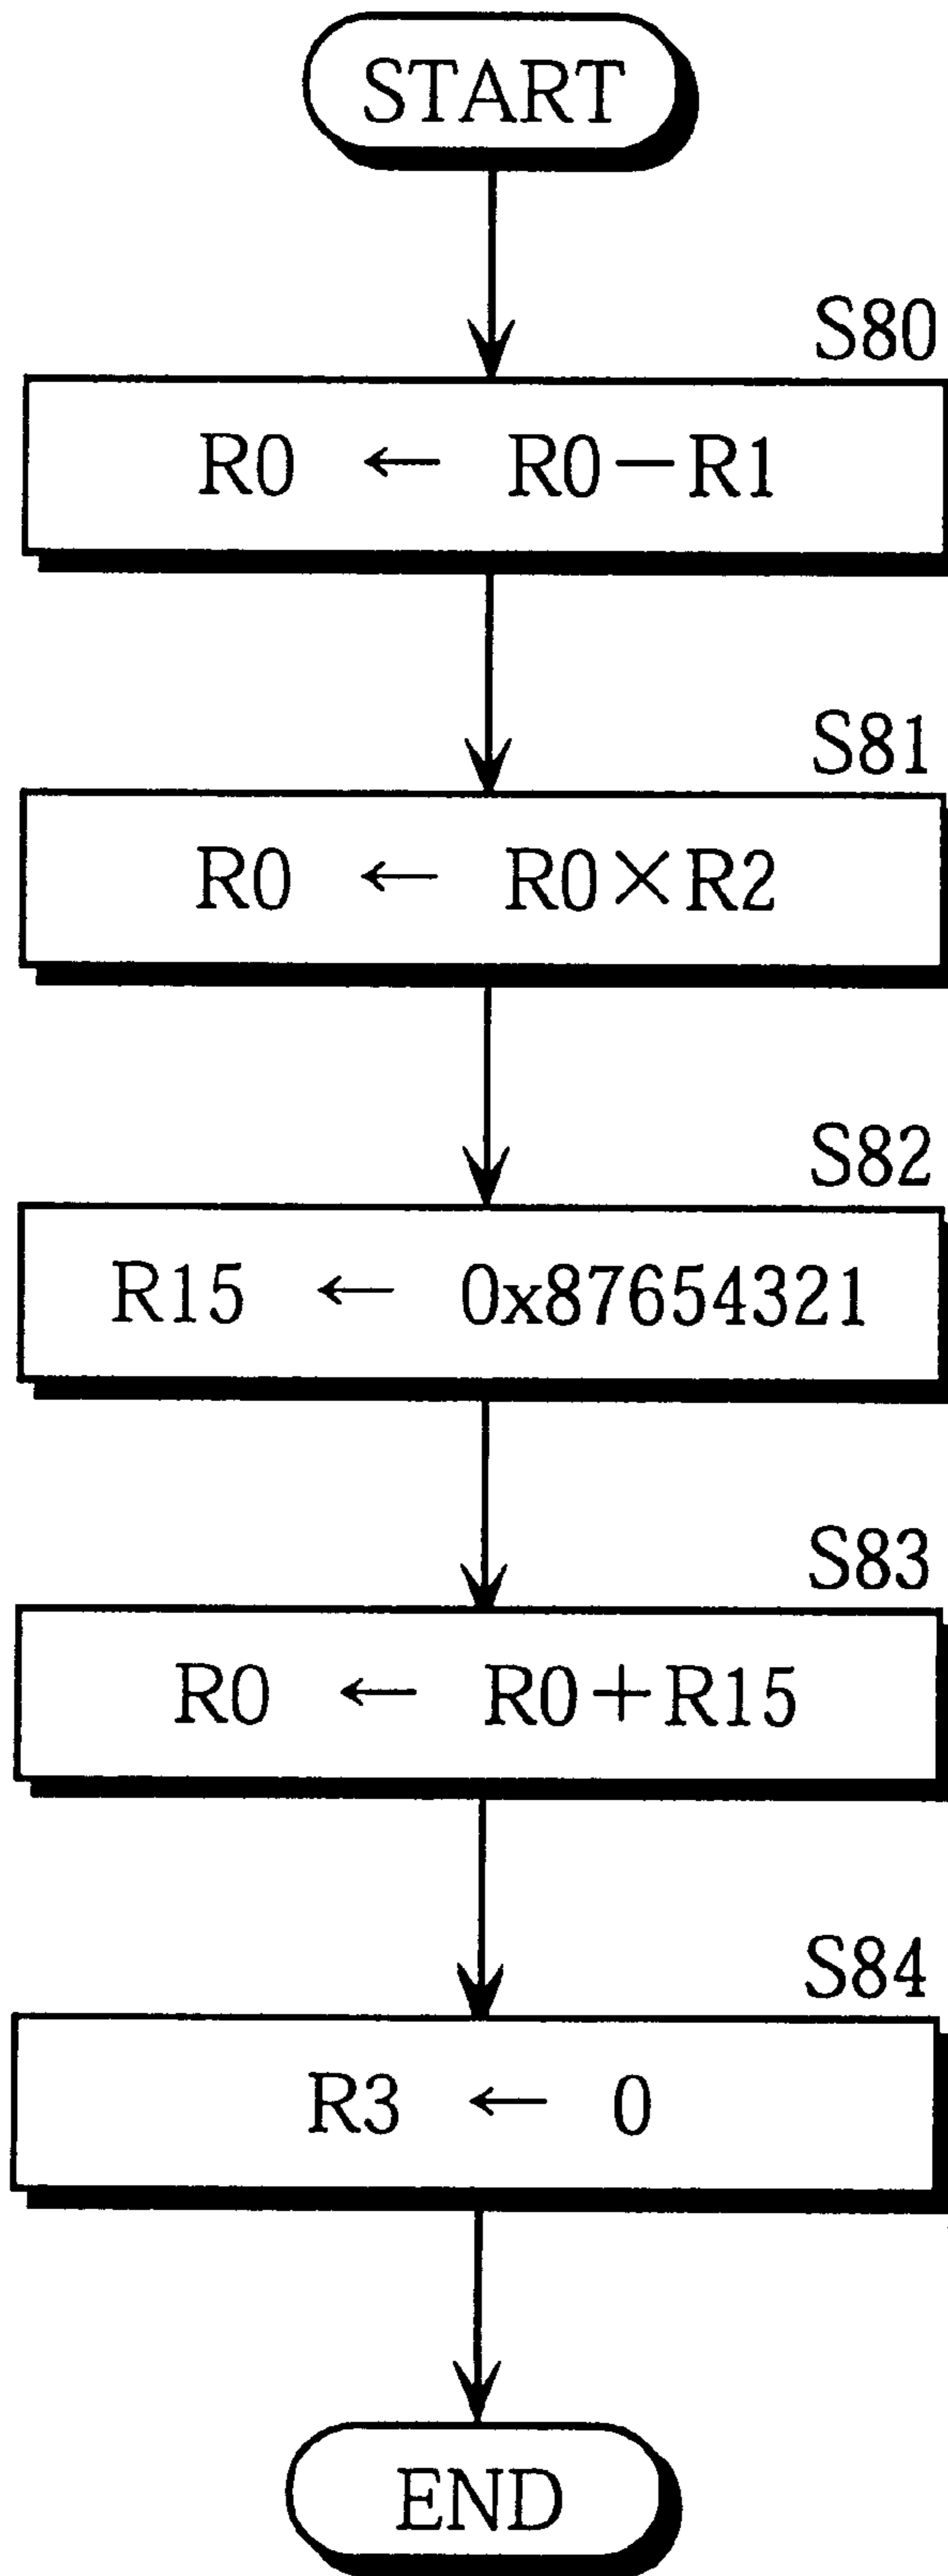 START
S80
R0 ← R0−R1
S81
R0 ← R0×R2
S82
R15 ← 0x87654321
S83
R0 ← R0+R15
S84
R3 ← 0
END